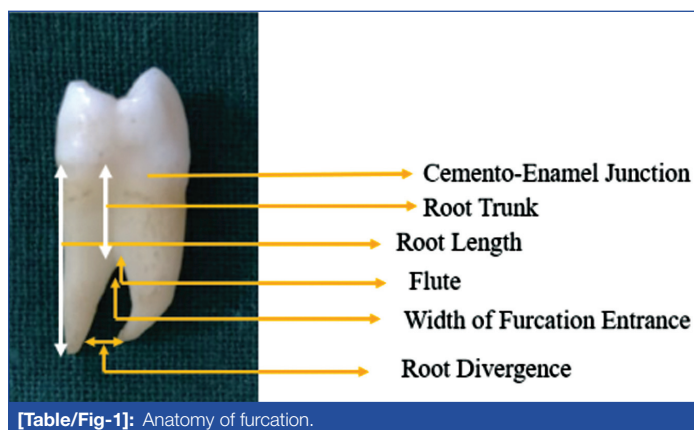 Cemento-Enamel Junction
Root Trunk
Root Length
Flute
Width of Furcation Entrance
Root Divergence
[Table/Fig-1]: Anatomy of furcation.